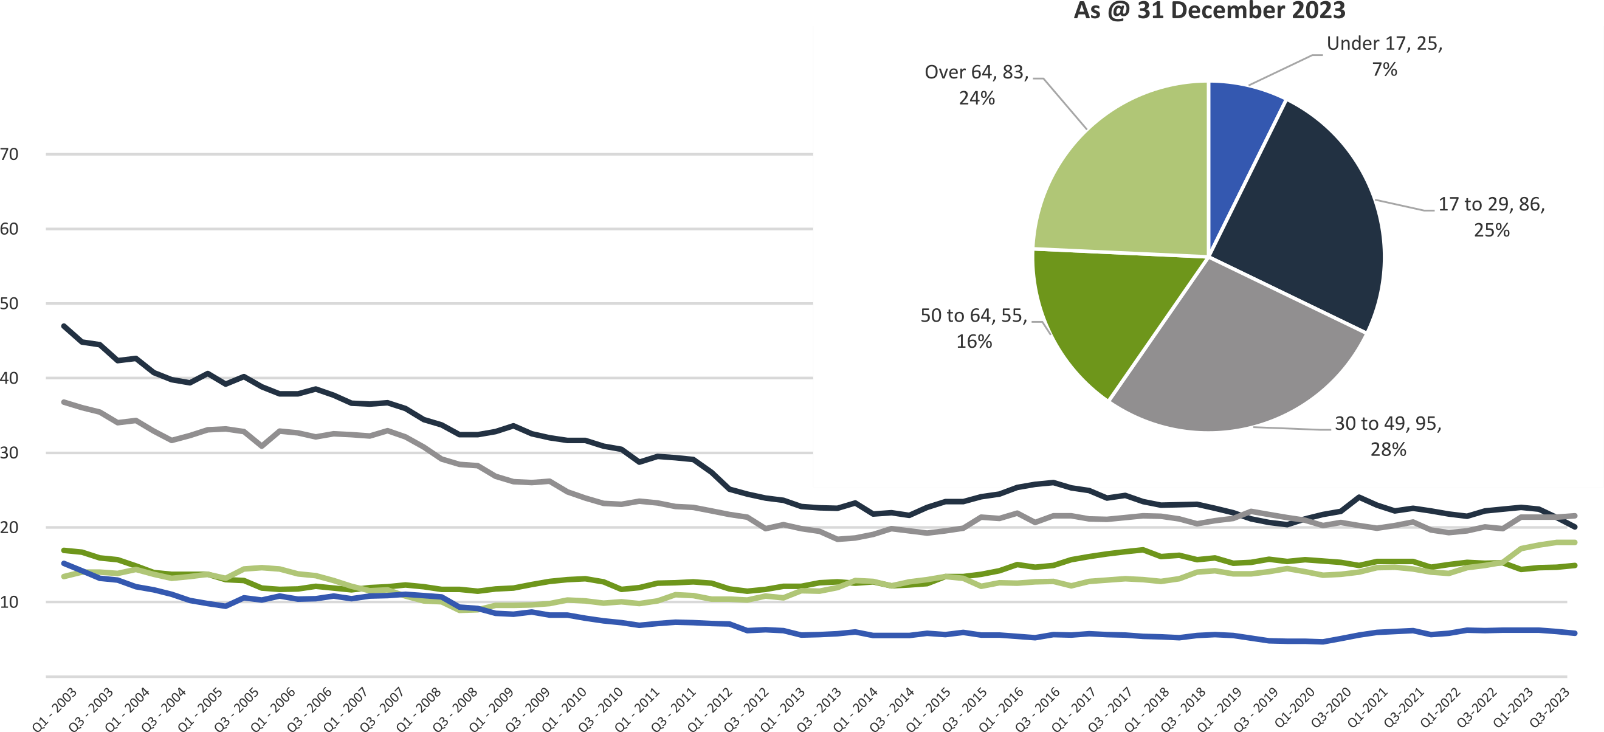 As @ 31 December 2023
Under 17, 25,
7%
Over 64, 83,
24%
17 to 29, 86,
25%
50 to 64, 55,
16%
30 to 49, 95,
28%
70
60
50
40
30
20
10
Q1 - 2003
Q3 - 2003
Q1 - 2004
Q3 - 2004
Q1 - 2005
Q3 - 2005
Q1 - 2006
Q3 - 2006
Q1 - 2007
Q3 - 2007
Q1 - 2008
Q3 - 2008
Q1 - 2009
Q3 - 2009
Q1 - 2010
Q3 - 2010
Q1 - 2011
Q3 - 2011
Q1 - 2012
Q3 - 2012
Q1 - 2013
Q3 - 2013
Q1 - 2014
Q3 - 2014
Q1 - 2015
Q3 - 2015
Q1 - 2016
Q3 - 2016
Q1 - 2017
Q3 - 2017
Q1 - 2018
Q3 - 2018
Q1 - 2019
Q3 - 2019
Q1-2020
Q3-2020
Q1-2021
Q3-2021
Q1-2022
Q3-2022
Q1-2023
Q3-2023